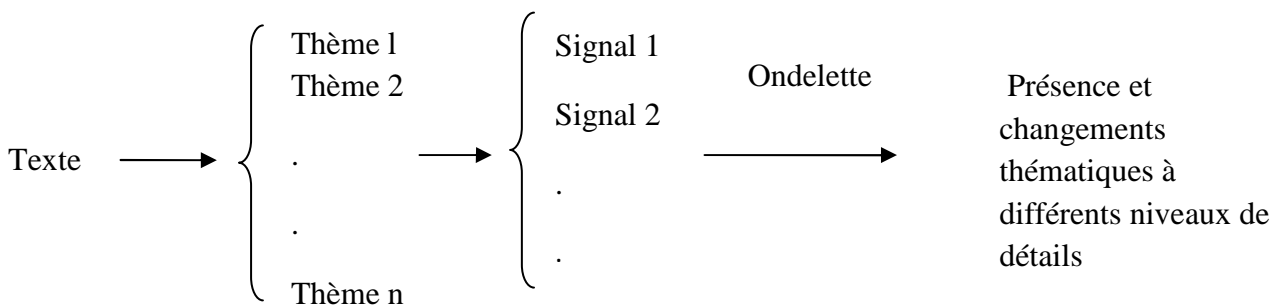 Texte
Thème l
Thème 2
.
.
Thème n
Signal 1
Signal 2
.
.
Ondelette
Présence et
changements
thématiques à
différents niveaux de
détails